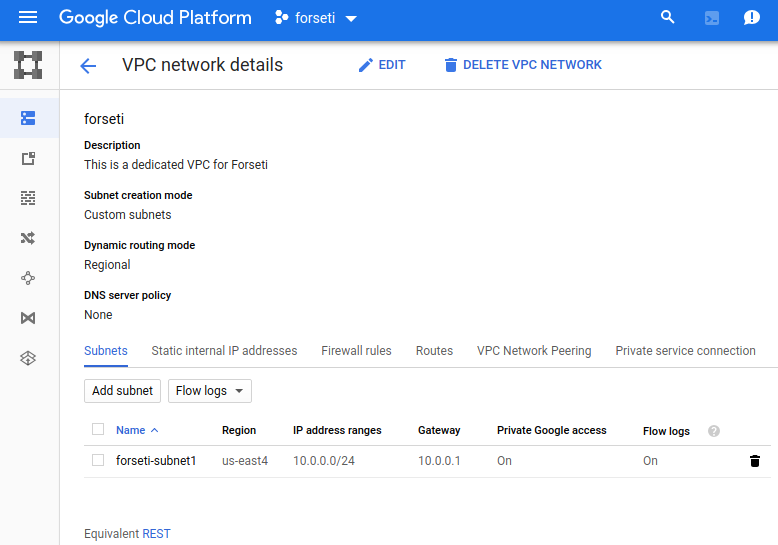 Google Cloud Platform forseti
VPC network details EDIT DELETE VPC NETWORK
forseti
Description
This is a dedicated VPC for Forseti
Subnet creation mode
Custom subnets
Dynamic routing mode
Regional
DNS server policy
None
Subnets Static internal IP addresses Firewall rules Routes VPC Network Peering Private service connection
Add subnet Flow logs
Name Region IP address ranges Gateway Private Google access Flow logs ?
forseti-subnet1 us-east4 10.0.0.0/24 10.0.0.1 On On
Equivalent REST